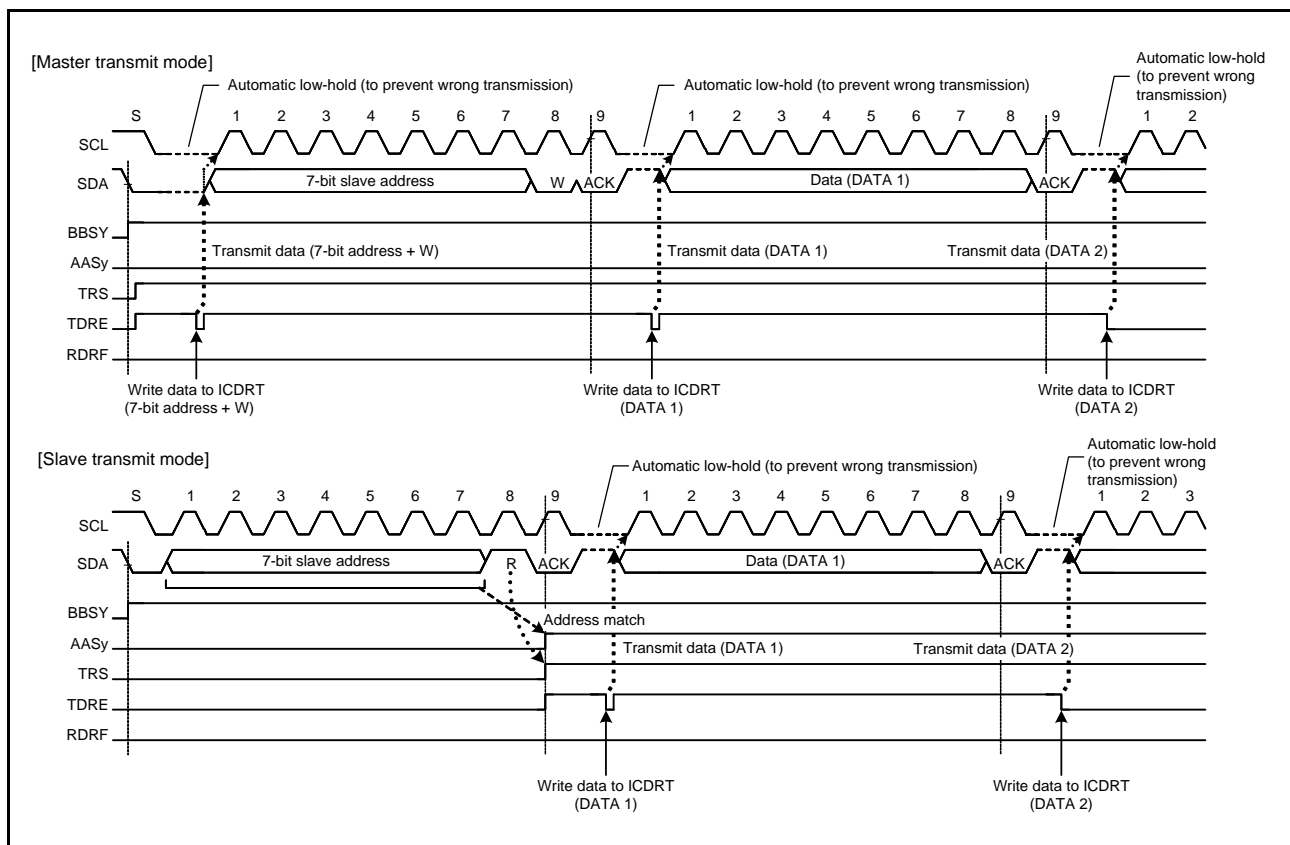 [Master transmit mode]
Automatic low-hold (to prevent wrong transmission)
Automatic low-hold (to prevent wrong transmission)
Automatic low-hold
(to prevent wrong
transmission)
S 1 2 3 4 5 6 7 8 9 1 2 3 4 5 6 7 8 9 1 2
SCL
SDA 7-bit slave address W ACK Data (DATA 1) ACK
BBSY
Transmit data (7-bit address + W) Transmit data (DATA 1) Transmit data (DATA 2)
AASy
TRS
TDRE
RDRF
Write data to ICDRT
(7-bit address + W)
Write data to ICDRT
(DATA 1)
Write data to ICDRT
(DATA 2)
[Slave transmit mode]
Automatic low-hold (to prevent wrong transmission)
Automatic low-hold
(to prevent wrong
transmission)
S 1 2 3 4 5 6 7 8 9 1 2 3 4 5 6 7 8 9 1 2 3
SCL
SDA 7-bit slave address R ACK Data (DATA 1) ACK
BBSY
Address match
AASy
Transmit data (DATA 1) Transmit data (DATA 2)
TRS
TDRE
RDRF
Write data to ICDRT
(DATA 1)
Write data to ICDRT
(DATA 2)